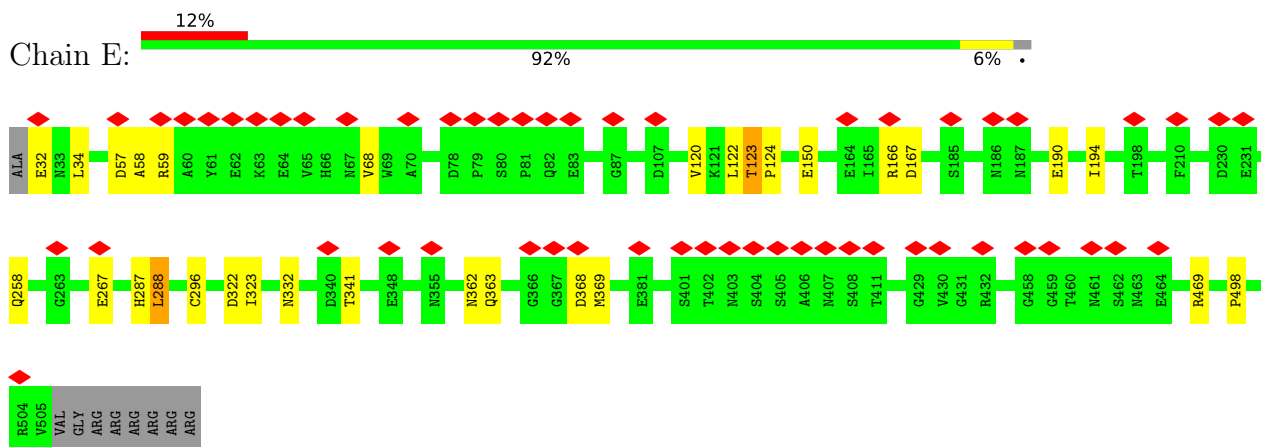 12%
Chain E:
92% 6% •
ALA E32 N33 L34 D57 A58 R59 A60 Y61 E62 K63 E64 V65 H66 N67 V68 W69 A70 D78 P79 S80 P81 Q82 E83 G87 D107 V120 K121 L122 T123 P124 E150 E164 I165 R166 D167 S185 N186 N187 E190 I194 T198 F210 D230 E231
Q258 G263 E267 H287 L288 C296 D322 I323 N332 D340 T341 E348 N355 N362 Q363 G366 G367 D368 M369 E381 S401 T402 N403 S404 S405 A406 N407 S408 T411 G429 V430 G431 R432 G458 G459 T460 N461 S462 N463 E464 R469 P498
R504 V505 VAL GLY ARG ARG ARG ARG ARG ARG